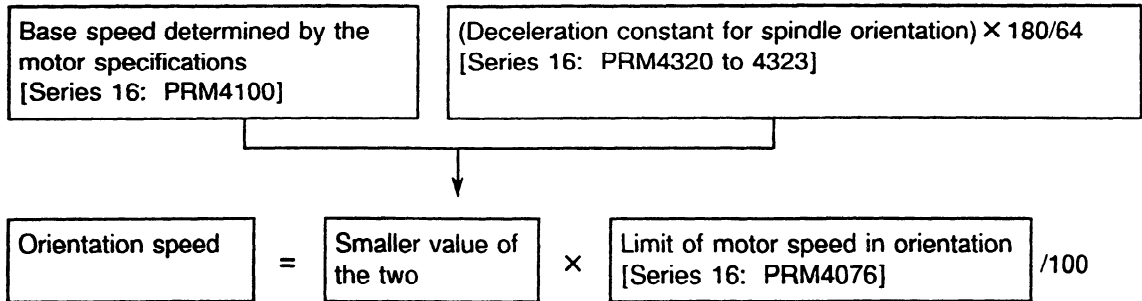 Base speed determined by the
motor specifications
[Series 16: PRM4100]
(Deceleration constant for spindle orientation) × 180/64
[Series 16: PRM4320 to 4323]
Orientation speed
=
Smaller value of
the two
×
Limit of motor speed in orientation
[Series 16: PRM4076]
/100